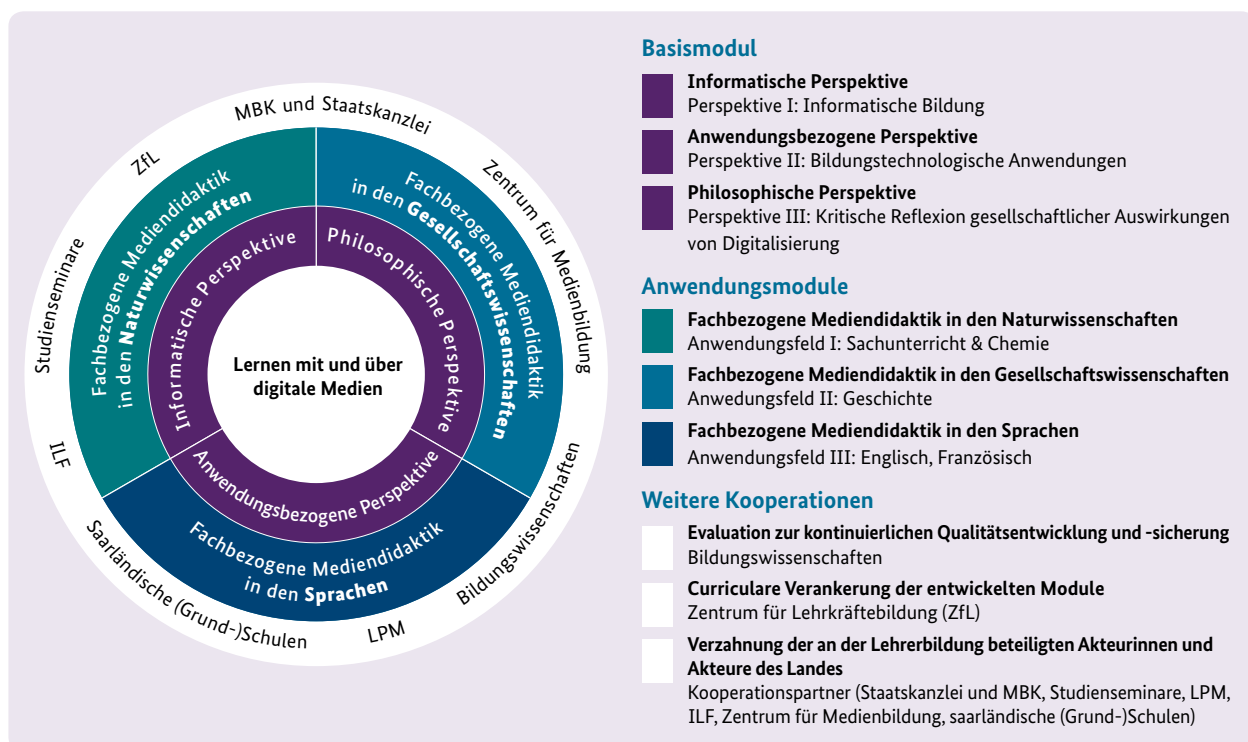 MBK und Staatskanzlei
Zentrum für Medienbildung
Bildungswissenschaften
LPM
Saarländische (Grund-)Schulen
ILF
Studienseminare
ZfL
Fachbezogene Mediendidaktik
in den Naturwissenschaften
Fachbezogene Mediendidaktik
in den Gesellschaftswissenschaften
Fachbezogene Mediendidaktik
in den Sprachen
Informatische Perspektive
Philosophische Perspektive
Anwendungsbezogene Perspektive
Lernen mit und über
digitale Medien
Basismodul
Informatische Perspektive
Perspektive I: Informatische Bildung
Anwendungsbezogene Perspektive
Perspektive II: Bildungstechnologische Anwendungen
Philosophische Perspektive
Perspektive III: Kritische Reflexion gesellschaftlicher Auswirkungen
von Digitalisierung
Anwendungsmodule
Fachbezogene Mediendidaktik in den Naturwissenschaften
Anwendungsfeld I: Sachunterricht & Chemie
Fachbezogene Mediendidaktik in den Gesellschaftswissenschaften
Anwedungsfeld II: Geschichte
Fachbezogene Mediendidaktik in den Sprachen
Anwendungsfeld III: Englisch, Französisch
Weitere Kooperationen
Evaluation zur kontinuierlichen Qualitätsentwicklung und -sicherung
Bildungswissenschaften
Curriculare Verankerung der entwickelten Module
Zentrum für Lehrkräftebildung (ZfL)
Verzahnung der an der Lehrerbildung beteiligten Akteurinnen und
Akteure des Landes
Kooperationspartner (Staatskanzlei und MBK, Studienseminare, LPM,
ILF, Zentrum für Medienbildung, saarländische (Grund-)Schulen)